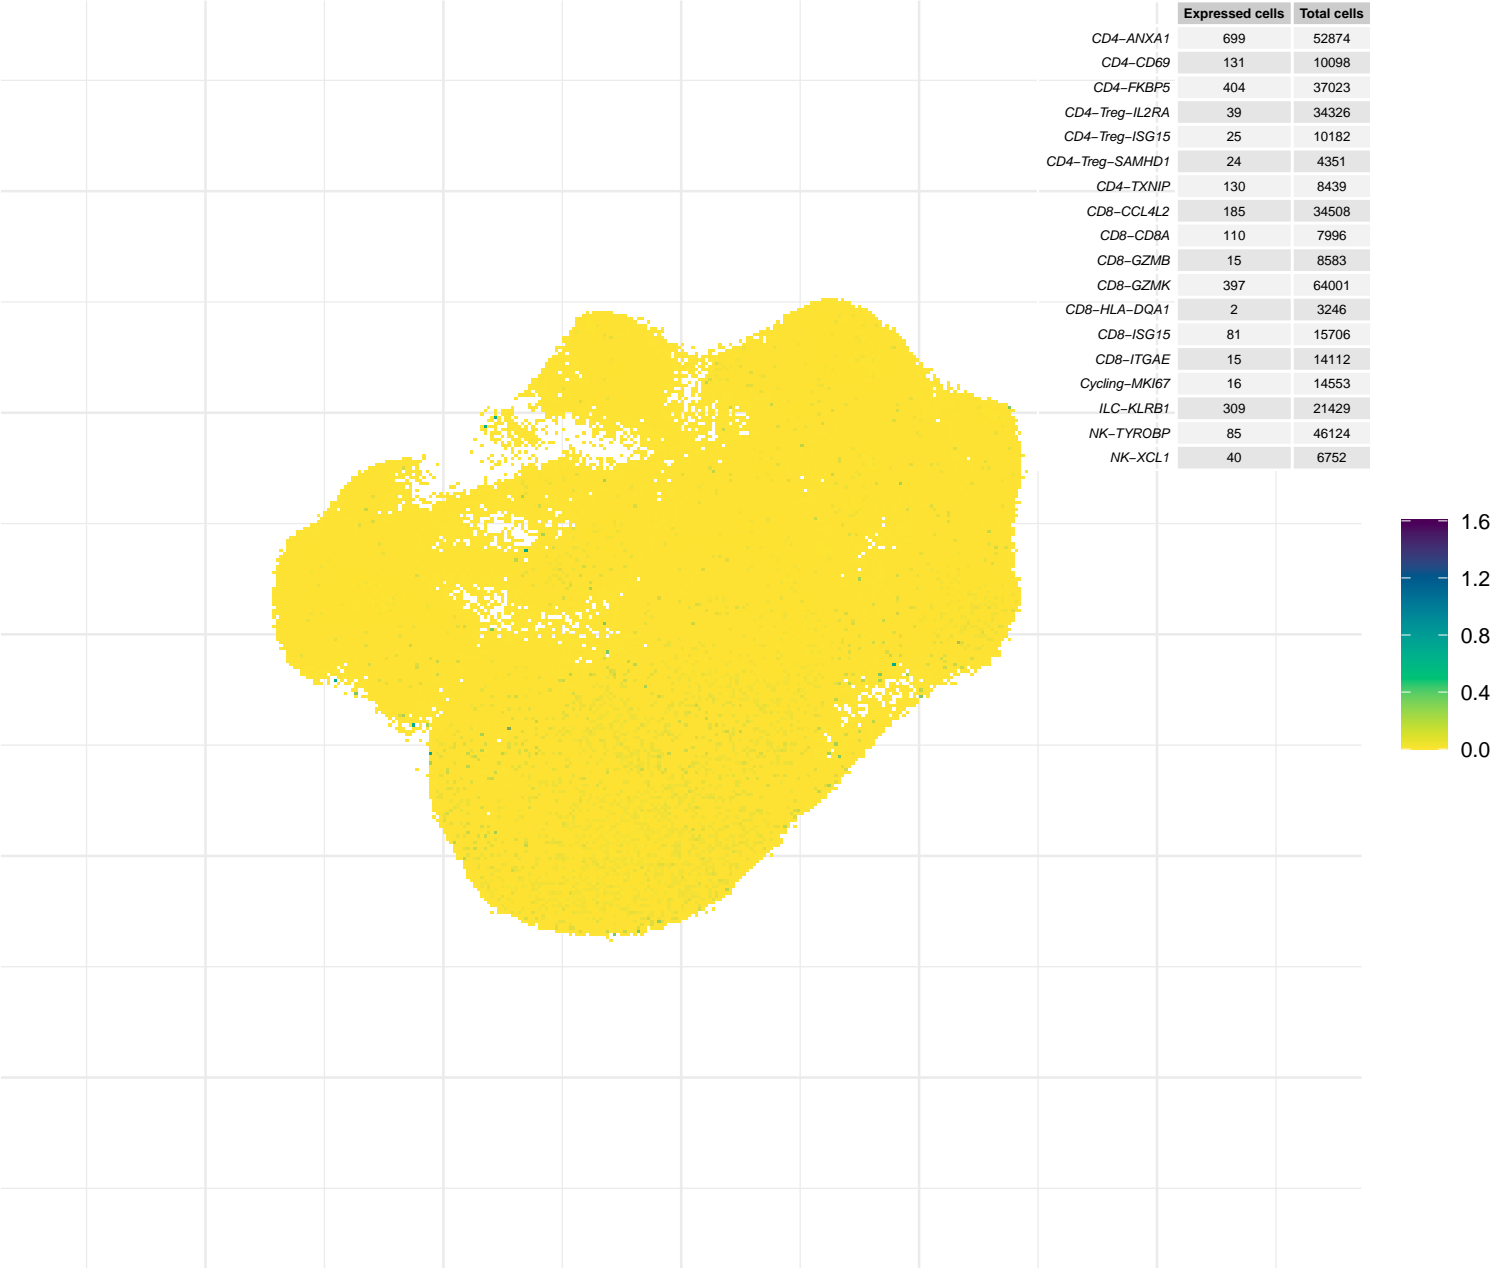 Expressed cells Total cells
CD4−ANXA1 699 52874
CD4−CD69 131 10098
CD4−FKBP5 404 37023
CD4−Treg−IL2RA 39 34326
CD4−Treg−ISG15 25 10182
CD4−Treg−SAMHD1 24 4351
CD4−TXNIP 130 8439
CD8−CCL4L2 185 34508
CD8−CD8A 110 7996
CD8−GZMB 15 8583
CD8−GZMK 397 64001
CD8−HLA−DQA1 2 3246
CD8−ISG15 81 15706
CD8−ITGAE 15 14112
Cycling−MKI67 16 14553
ILC−KLRB1 309 21429
NK−TYROBP 85 46124
NK−XCL1 40 6752
1.6
1.2
0.8
0.4
0.0